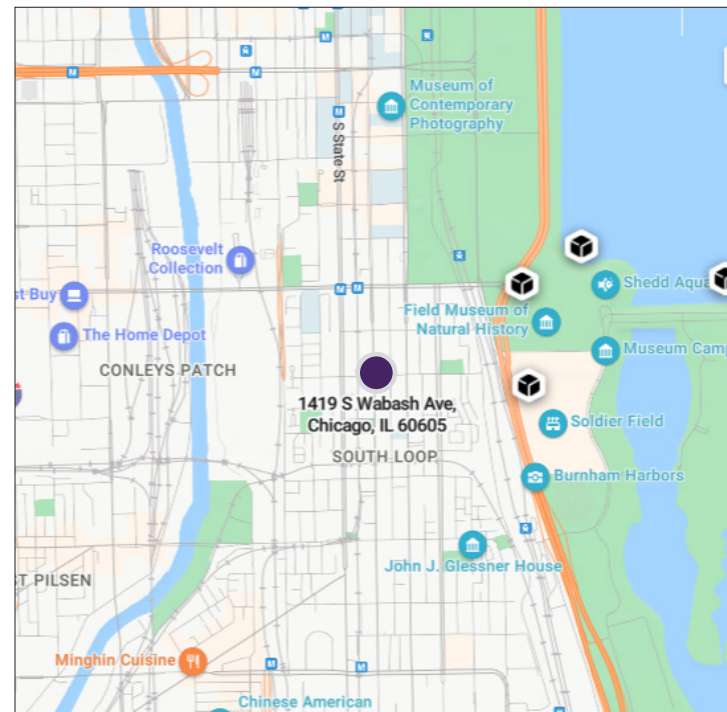 Museum of
Contemporary
Photography
S State St
Roosevelt
Collection
st Buy
Shedd Aqua
Field Museum of
Natural History
The Home Depot
Museum Camp
CONLEYS PATCH
1419 S Wabash Ave,
Chicago, IL 60605
Soldier Field
SOUTH LOOP
Burnham Harbors
John J. Glessner House
ST PILSEN
Minghin Cuisine
Chinese American